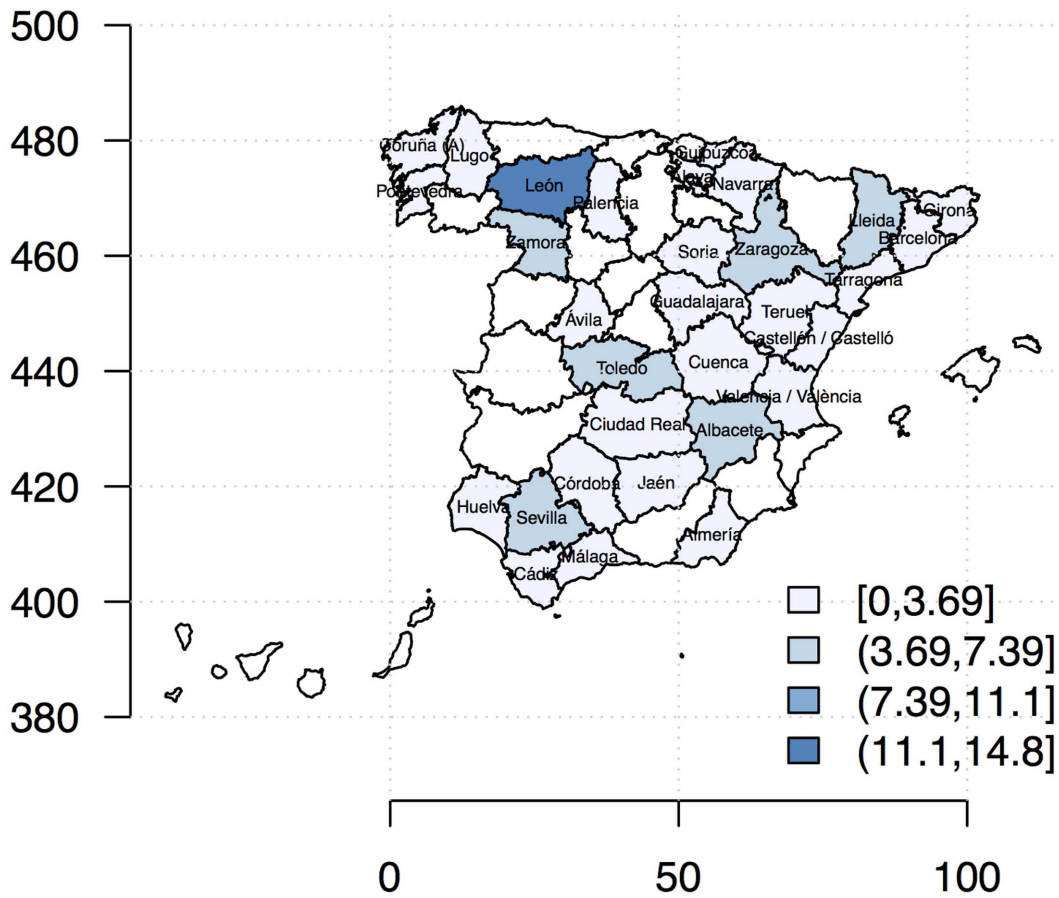 500
480
460
440
420
400
380
Coruña (A)
Lugo
Pontevedra
León
Palencia
Zamora
Guipúzcoa
Álava
Navarra
Soria
Zaragoza
Lleida
Girona
Barcelona
Tarragona
Guadalajara
Teruel
Castellón / Castelló
Ávila
Toledo
Cuenca
Valencia / València
Ciudad Real
Albacete
Córdoba
Jaén
Huelva
Sevilla
Almería
Málaga
Cádiz
[0,3.69]
(3.69,7.39]
(7.39,11.1]
(11.1,14.8]
0 50 100